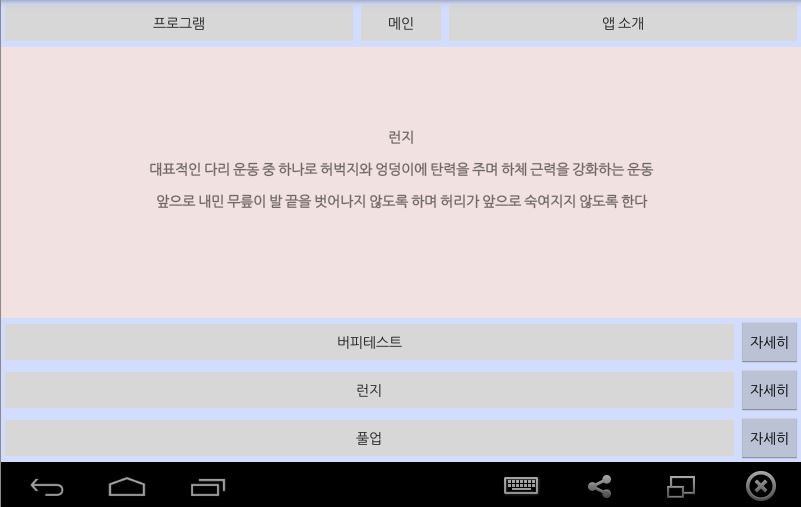 프로그램
메인
앱 소개
런지
대표적인 다리 운동 중 하나로 허벅지와 엉덩이에 탄력을 주며 하체 근력을 강화하는 운동
앞으로 내민 무릎이 발 끝을 벗어나지 않도록 하며 허리가 앞으로 숙여지지 않도록 한다
버피테스트
자세히
런지
자세히
풀업
자세히